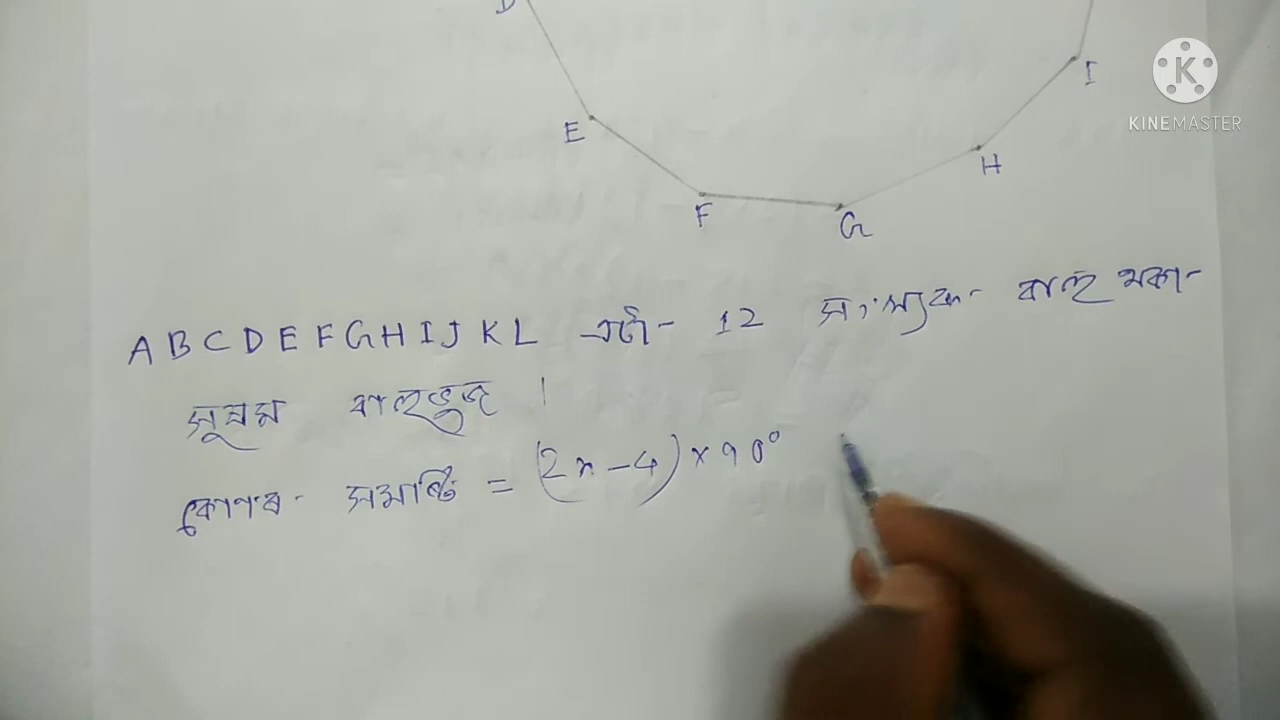 D
I
E
H
F
G
KINEMASTER
A B C D E F G H I J K L এটা 12 সংখ্যক বাহু থকা
সুষম বাহুভুজ ।
কোণৰ সমষ্টি = (2n-4) × 90°